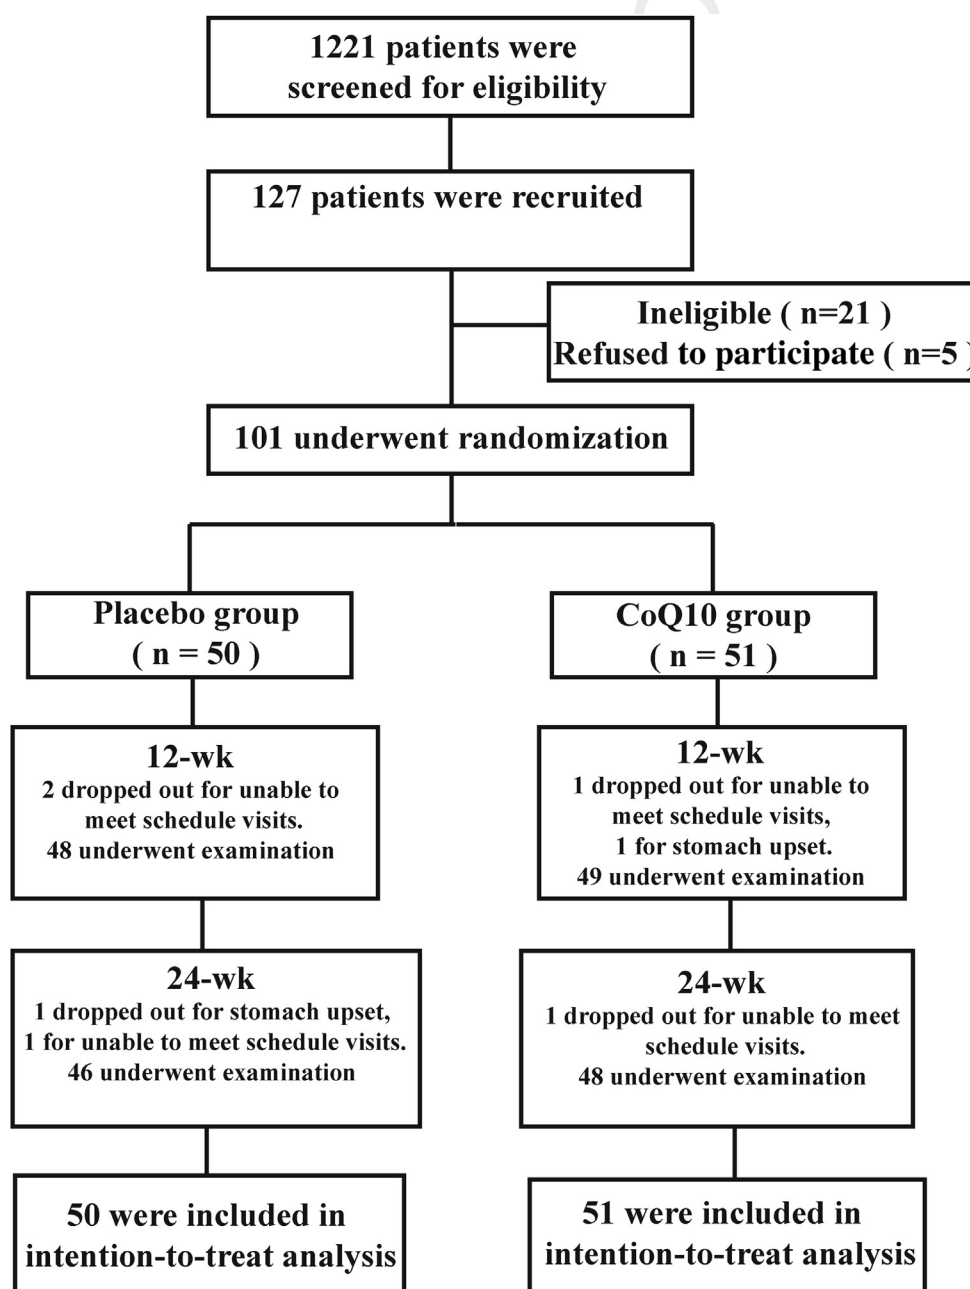 1221 patients were
screened for eligibility
127 patients were recruited
Ineligible ( n=21 )
Refused to participate ( n=5 )
101 underwent randomization
Placebo group
( n = 50 )
CoQ10 group
( n = 51 )
12-wk
2 dropped out for unable to
meet schedule visits.
48 underwent examination
12-wk
1 dropped out for unable to
meet schedule visits,
1 for stomach upset.
49 underwent examination
24-wk
1 dropped out for stomach upset,
1 for unable to meet schedule visits.
46 underwent examination
24-wk
1 dropped out for unable to meet
schedule visits.
48 underwent examination
50 were included in
intention-to-treat analysis
51 were included in
intention-to-treat analysis